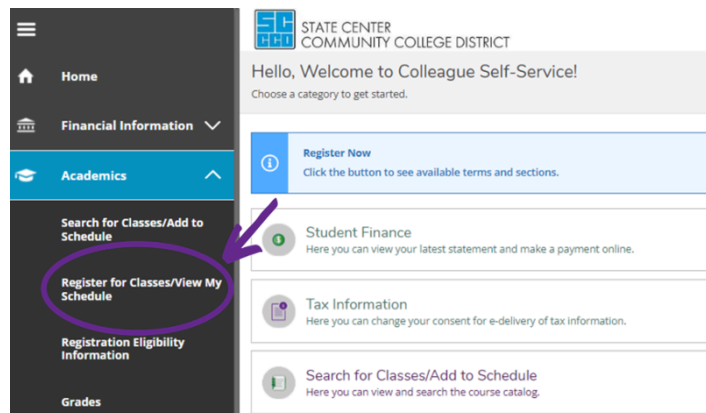 SC
CCD
STATE CENTER
COMMUNITY COLLEGE DISTRICT
Home
Financial Information
Academics
Search for Classes/Add to
Schedule
Register for Classes/View My
Schedule
Registration Eligibility
Information
Grades
Hello, Welcome to Colleague Self-Service!
Choose a category to get started.
Register Now
Click the button to see available terms and sections.
Student Finance
Here you can view your latest statement and make a payment online.
Tax Information
Here you can change your consent for e-delivery of tax information.
Search for Classes/Add to Schedule
Here you can view and search the course catalog.